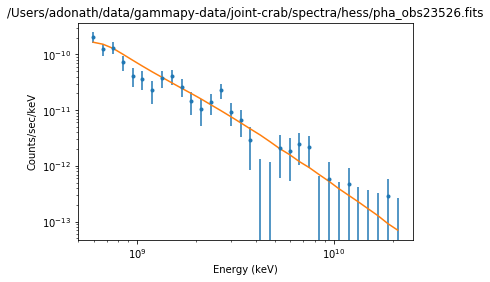 /Users/adonath/data/gammapy-data/joint-crab/spectra/hess/pha_obs23526.fits
10⁻¹⁰
10⁻¹¹
10⁻¹²
10⁻¹³
Counts/sec/keV
10⁹
10¹⁰
Energy (keV)